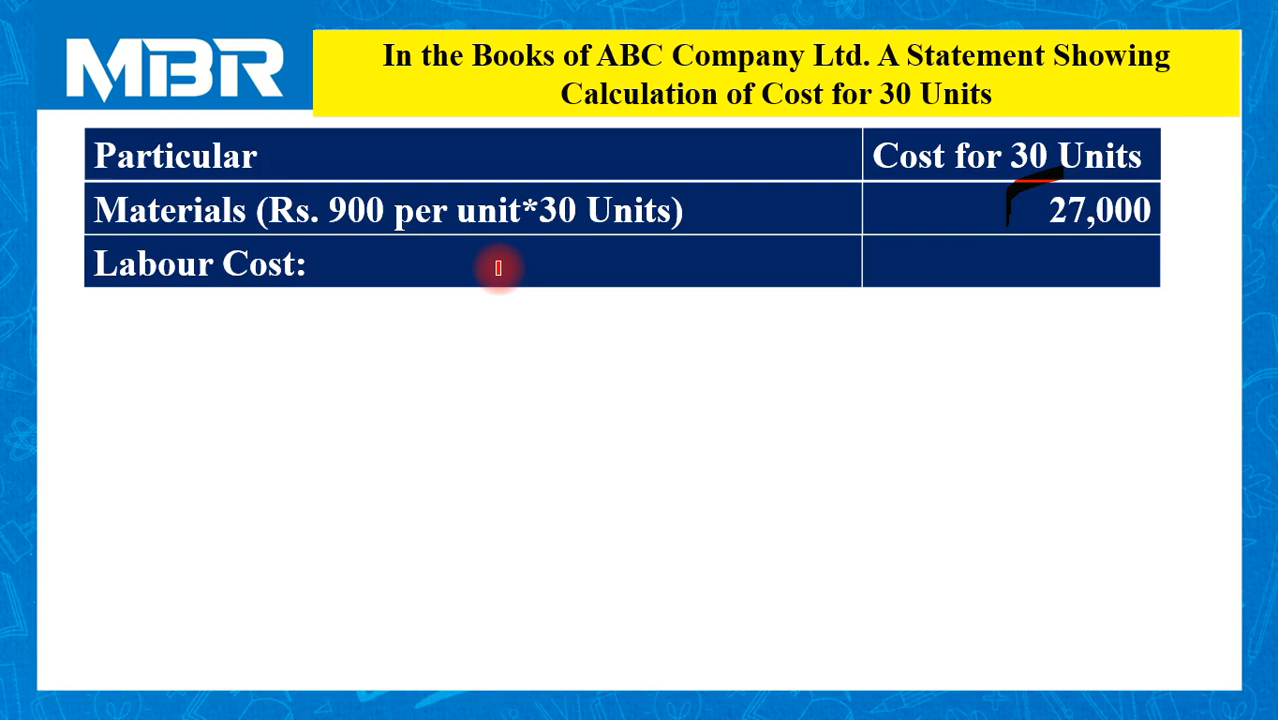 MBR
In the Books of ABC Company Ltd. A Statement Showing
Calculation of Cost for 30 Units
Particular Cost for 30 Units
Materials (Rs. 900 per unit*30 Units) 27,000
Labour Cost: